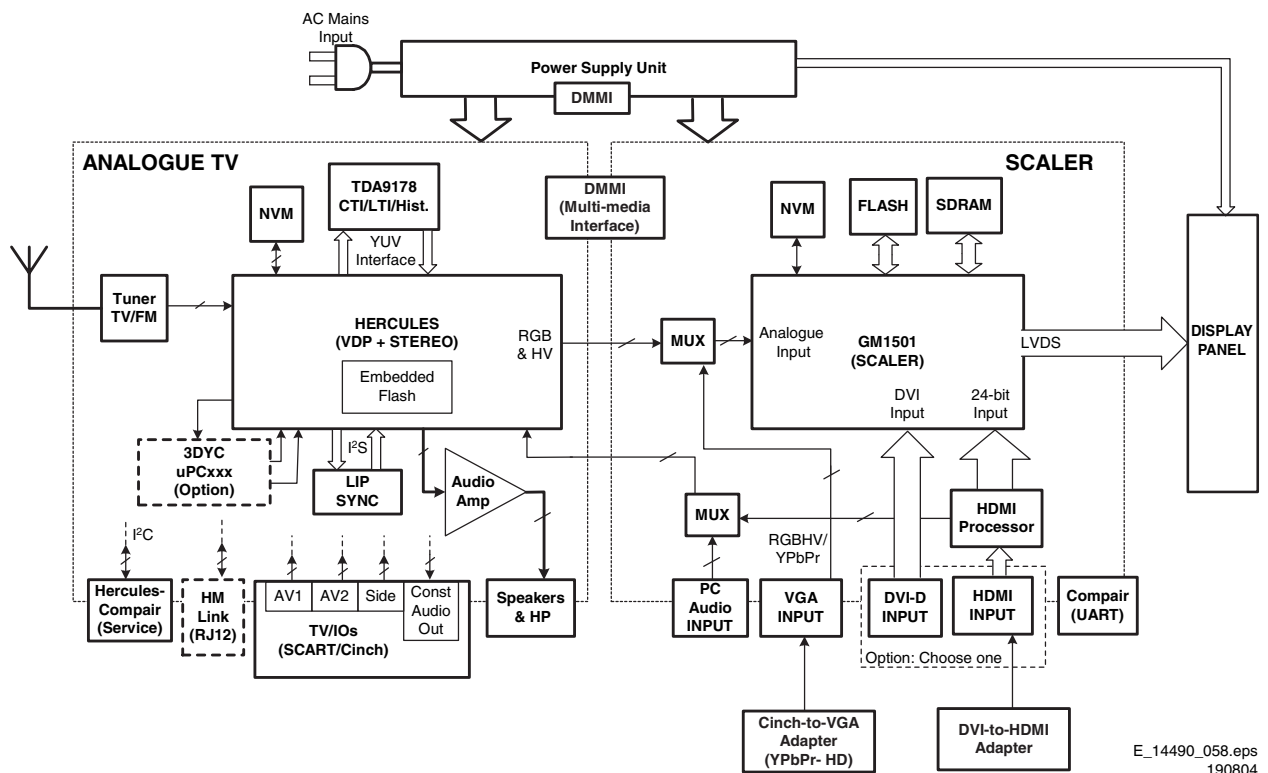 AC Mains
Input
Power Supply Unit
DMMI
ANALOGUE TV
SCALER
TDA9178
CTI/LTI/Hist.
NVM
YUV
Interface
DMMI
(Multi-media
Interface)
NVM
FLASH
SDRAM
Tuner
TV/FM
HERCULES
(VDP + STEREO)
Embedded
Flash
RGB
& HV
MUX
Analogue
Input
GM1501
(SCALER)
DVI
Input
24-bit
Input
LVDS
DISPLAY
PANEL
3DYC
uPCxxx
(Option)
I²S
LIP
SYNC
Audio
Amp
MUX
RGBHV/
YPbPr
HDMI
Processor
I²C
Hercules-
Compair
(Service)
HM
Link
(RJ12)
AV1
AV2
Side
Const
Audio
Out
TV/IOs
(SCART/Cinch)
Speakers
& HP
PC
Audio
INPUT
VGA
INPUT
DVI-D
INPUT
HDMI
INPUT
Option: Choose one
Compair
(UART)
Cinch-to-VGA
Adapter
(YPbPr- HD)
DVI-to-HDMI
Adapter
E_14490_058.eps
190804